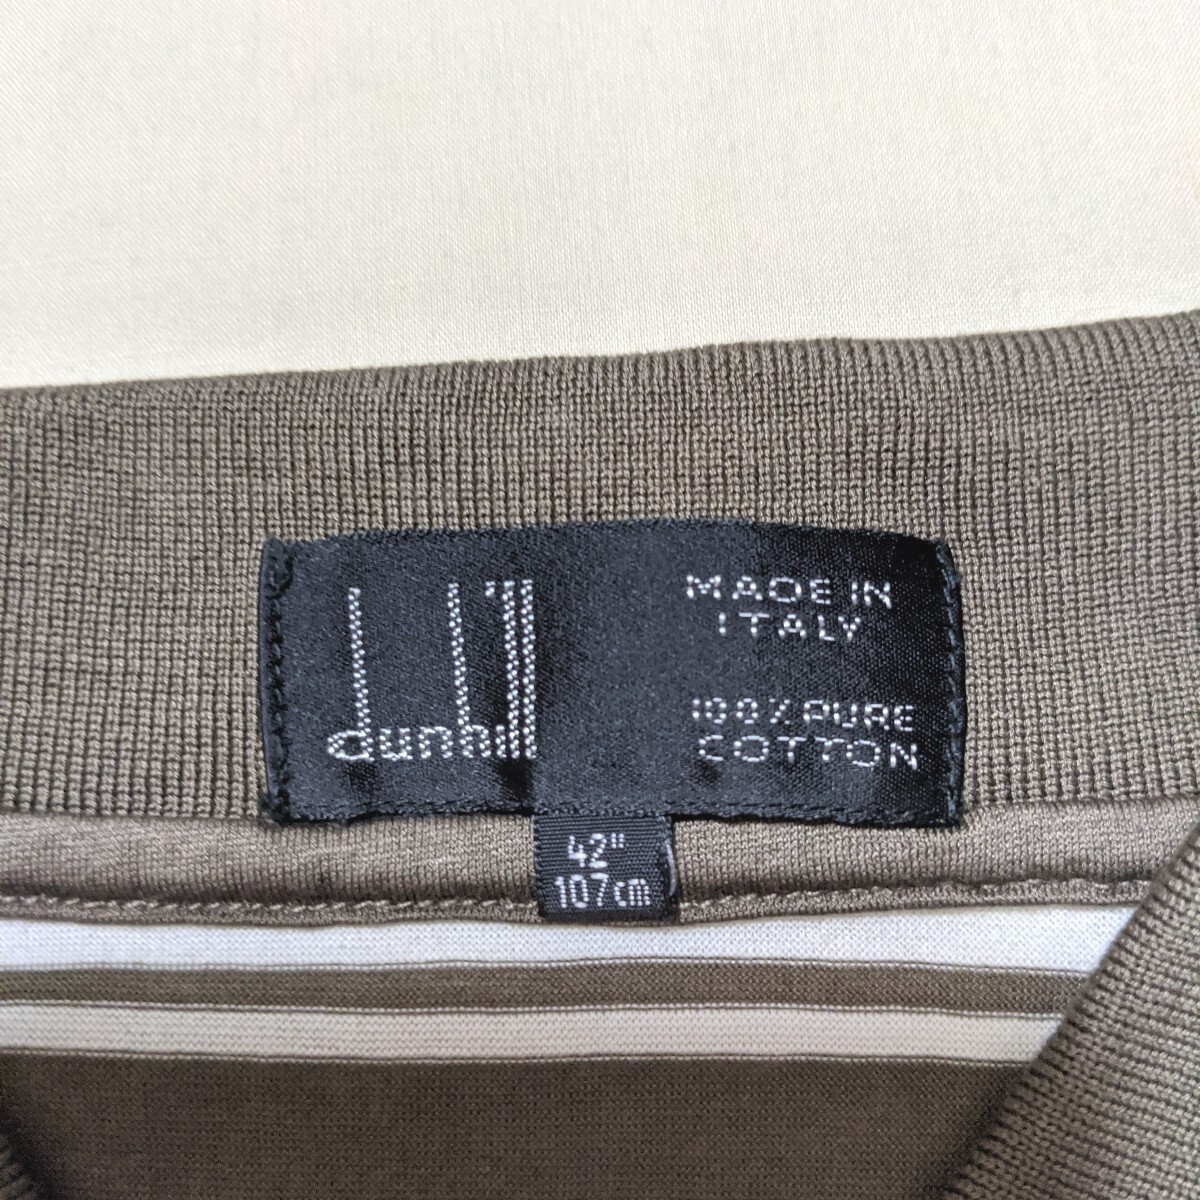 dunhill
MADE IN
ITALY
100% PURE
COTTON
42"
107cm